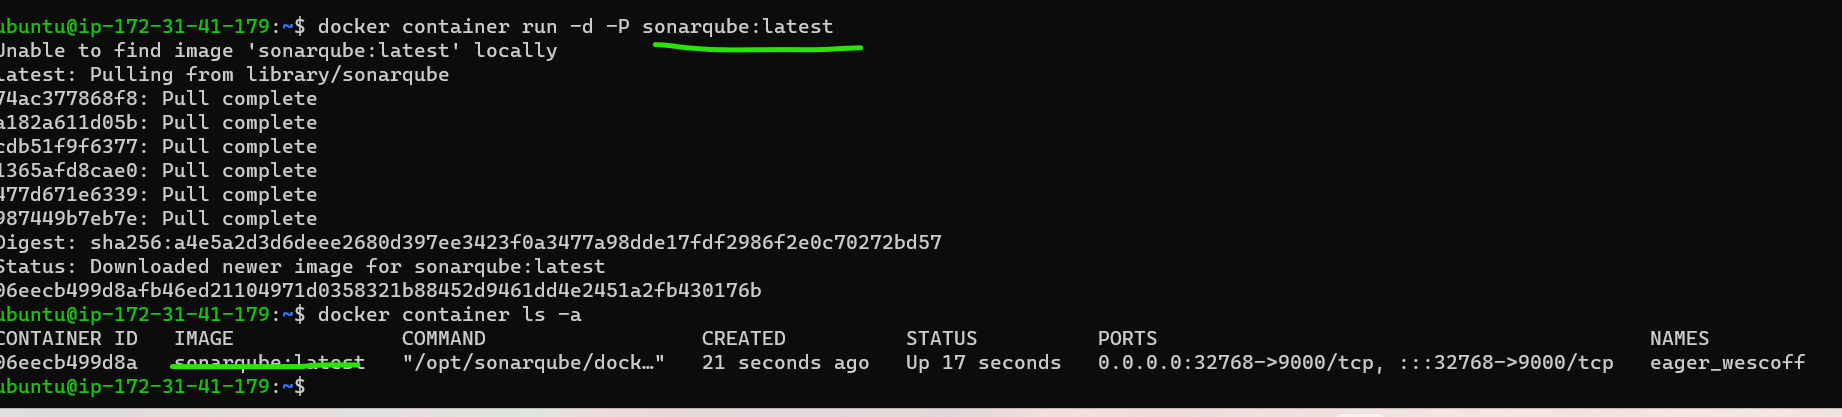 ubuntu@ip-172-31-41-179:~$ docker container run -d -P sonarqube:latest
Unable to find image 'sonarqube:latest' locally
latest: Pulling from library/sonarqube
74ac377868f8: Pull complete
a182a611d05b: Pull complete
cdb51f9f6377: Pull complete
1365afd8cae0: Pull complete
477d671e6339: Pull complete
987449b7eb7e: Pull complete
Digest: sha256:a4e5a2d3d6deee2680d397ee3423f0a3477a98dde17fdf2986f2e0c70272bd57
Status: Downloaded newer image for sonarqube:latest
06eecb499d8afb46ed21104971d0358321b88452d9461dd4e2451a2fb430176b
ubuntu@ip-172-31-41-179:~$ docker container ls -a
CONTAINER ID IMAGE COMMAND CREATED STATUS PORTS NAMES
06eecb499d8a sonarqube:latest "/opt/sonarqube/dock…" 21 seconds ago Up 17 seconds 0.0.0.0:32768->9000/tcp, :::32768->9000/tcp eager_wescoff
ubuntu@ip-172-31-41-179:~$